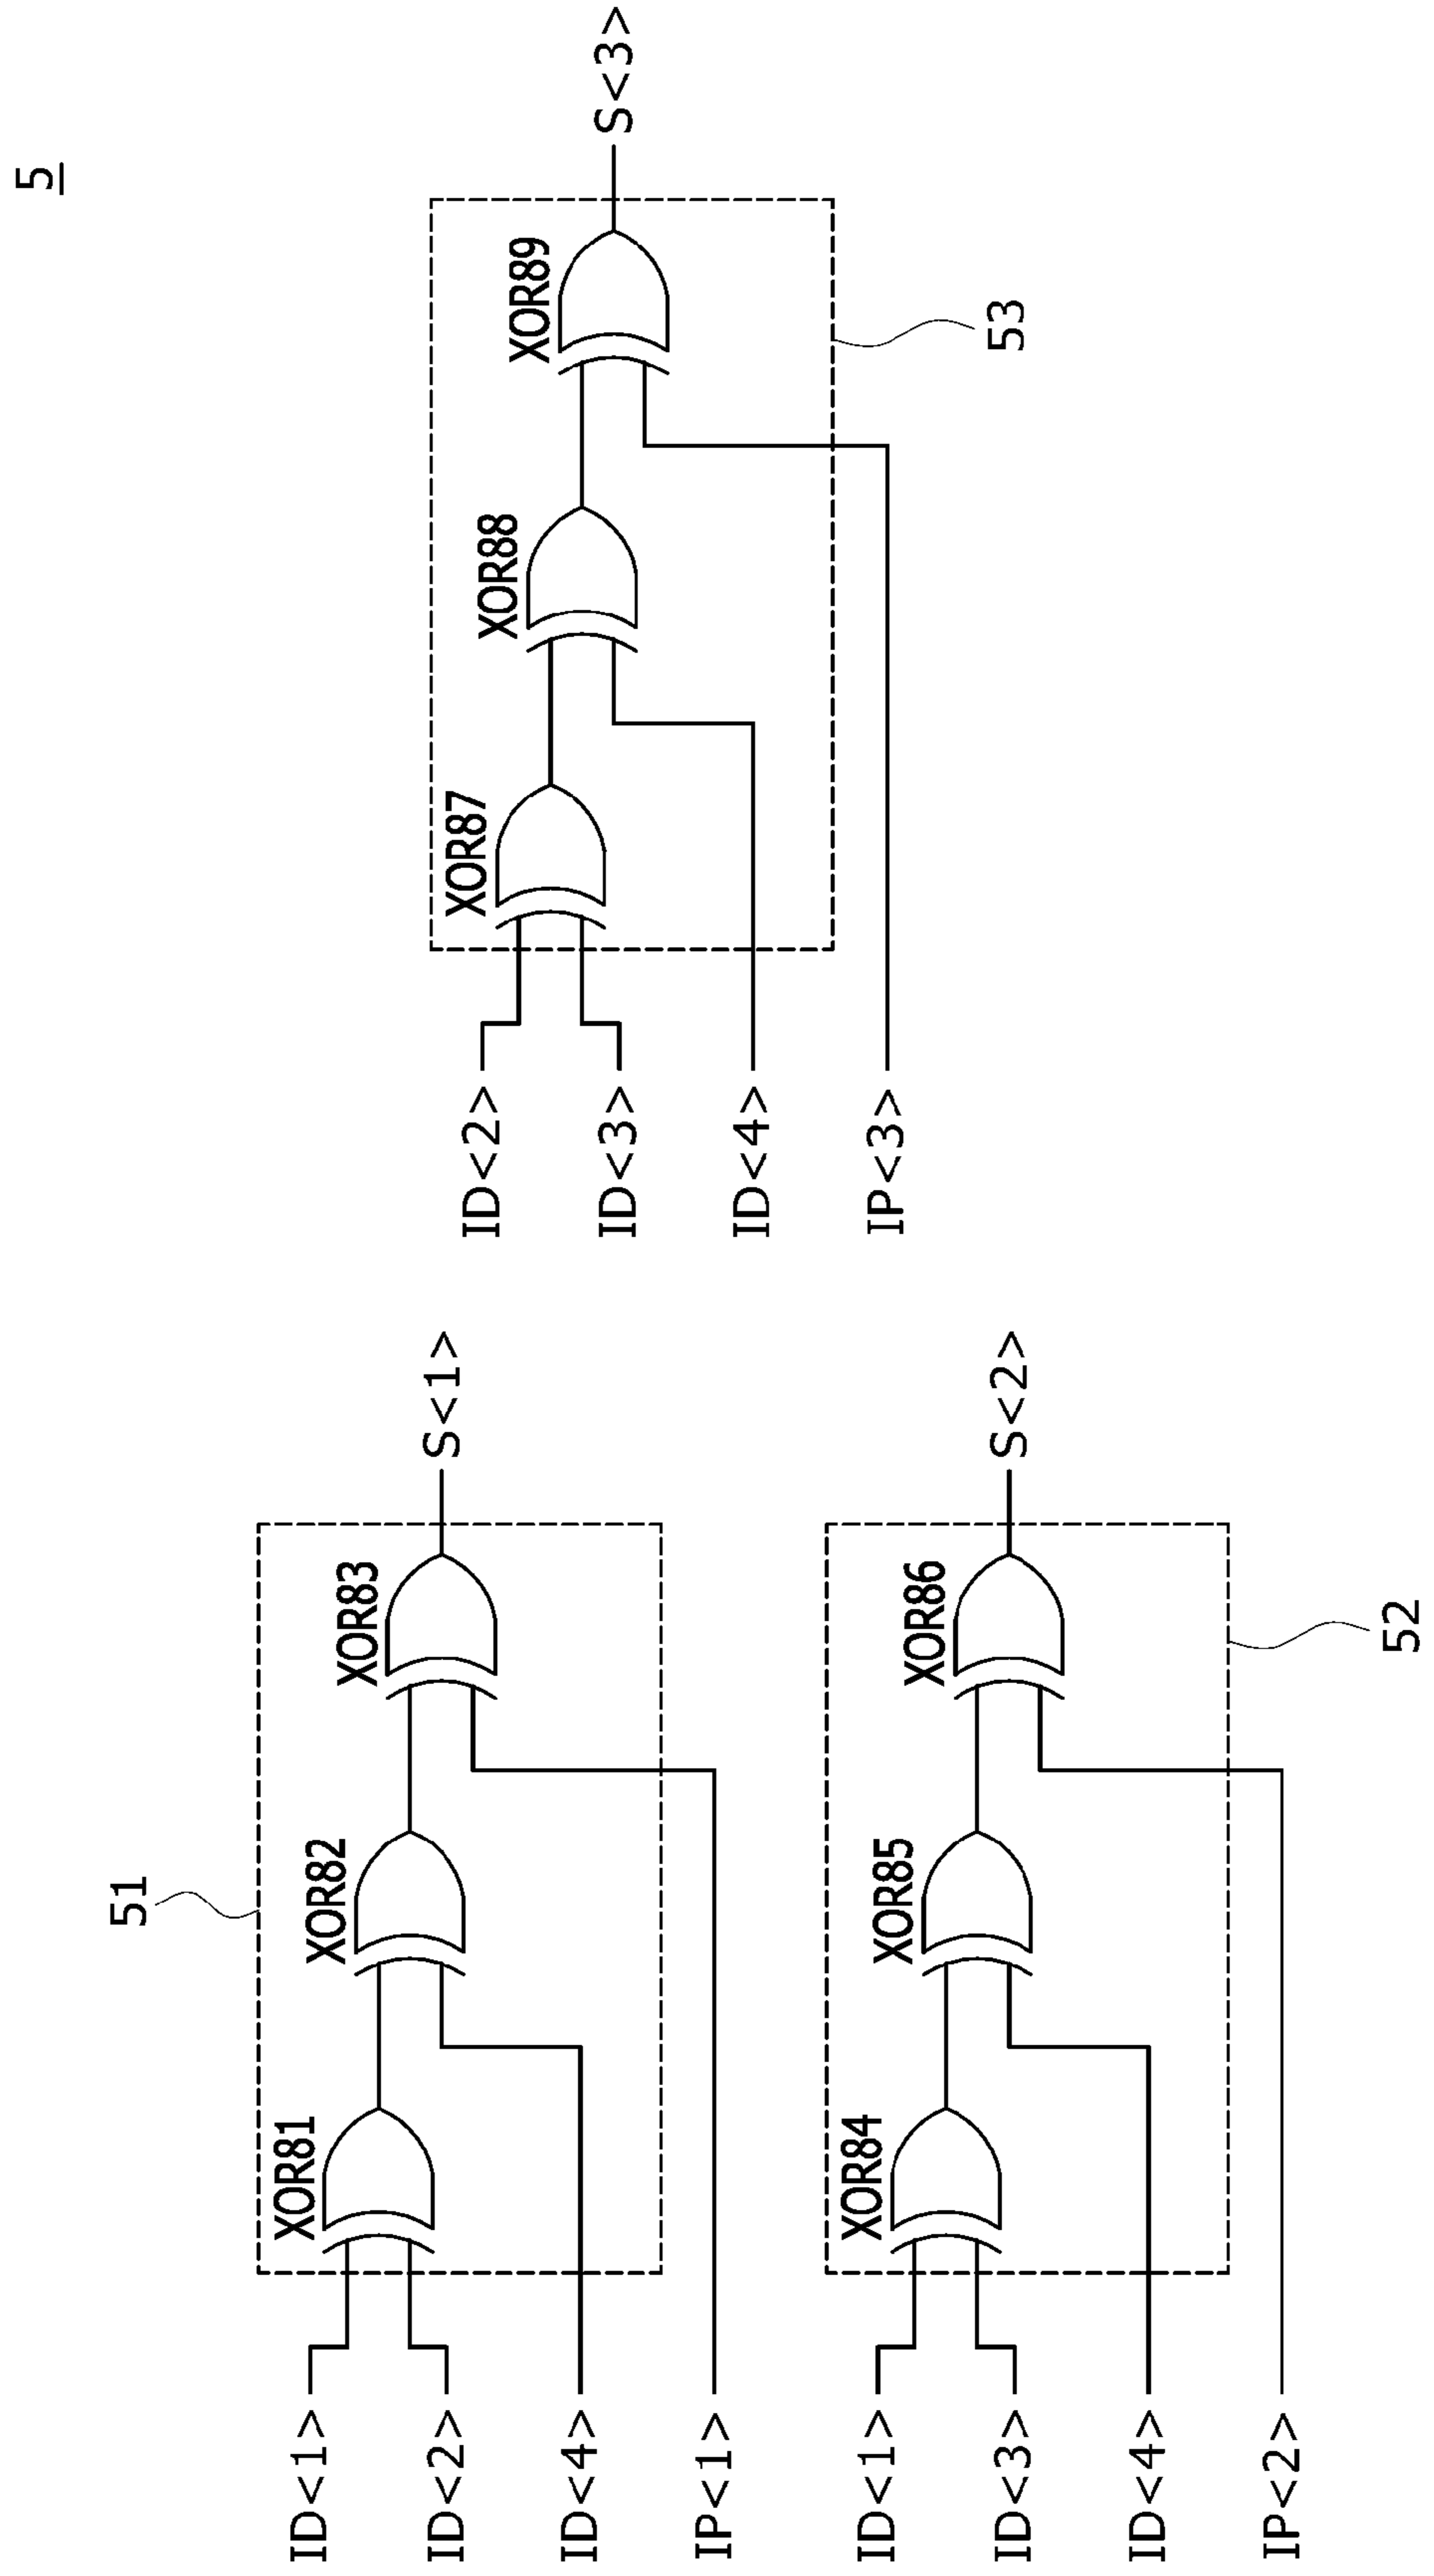 5
51
XOR81
XOR82
XOR83
ID<1>
ID<2>
ID<4>
IP<1>
S<1>
XOR84
XOR85
XOR86
ID<1>
ID<3>
ID<4>
IP<2>
S<2>
52
XOR87
XOR88
XOR89
ID<2>
ID<3>
ID<4>
IP<3>
S<3>
53